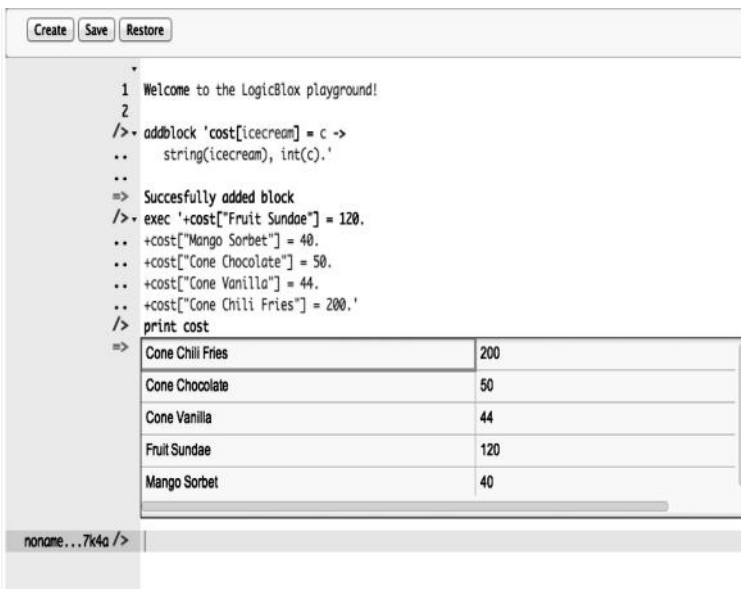 Create Save Restore
1 Welcome to the LogicBlox playground!
2
/> addblock 'cost[icecream] = c ->
.. string(icecream), int(c).'
..
=> Succesfully added block
/> exec '+cost["Fruit Sundae"] = 120.
.. +cost["Mango Sorbet"] = 40.
.. +cost["Cone Chocolate"] = 50.
.. +cost["Cone Vanilla"] = 44.
.. +cost["Cone Chili Fries"] = 200.'
/> print cost
=> Cone Chili Fries 200
Cone Chocolate 50
Cone Vanilla 44
Fruit Sundae 120
Mango Sorbet 40
noname...7k4a />